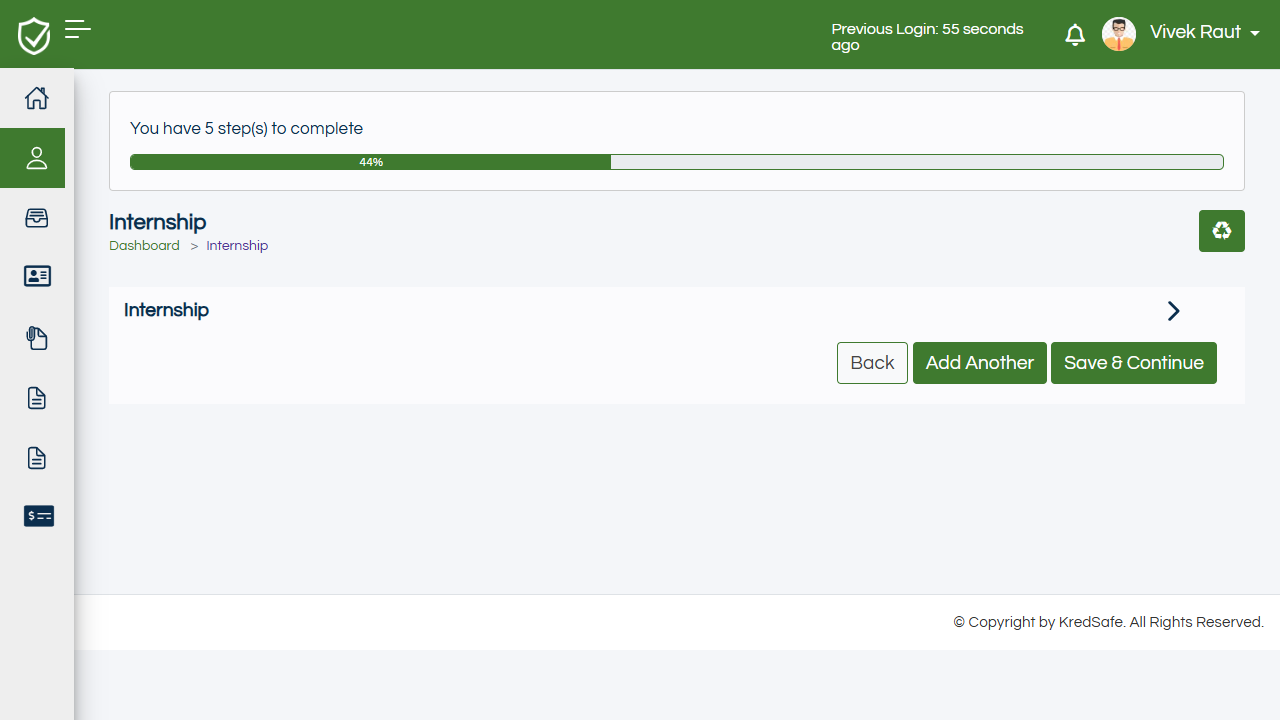 Previous Login: 55 seconds
ago
Vivek Raut
You have 5 step(s) to complete
44%
Internship
Dashboard > Internship
Internship
Back Add Another Save & Continue
© Copyright by KredSafe. All Rights Reserved.